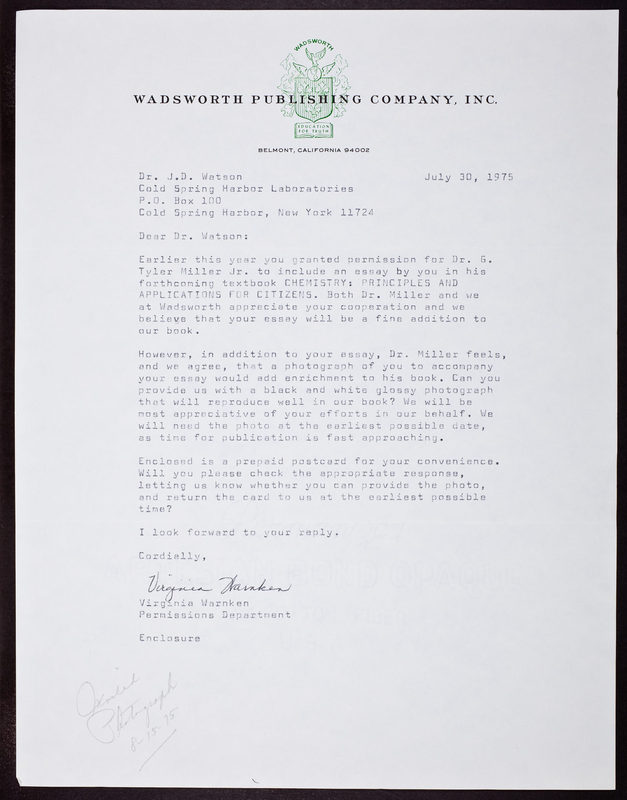 WADSWORTH
WADSWORTH PUBLISHING COMPANY, INC.
EDUCATION
FOR TRUTH
BELMONT, CALIFORNIA 94002
Dr. J.D. Watson July 30, 1975
Cold Spring Harbor Laboratories
P.O. Box 100
Cold Spring Harbor, New York 11724
Dear Dr. Watson:
Earlier this year you granted permission for Dr. G.
Tyler Miller Jr. to include an essay by you in his
forthcoming textbook CHEMISTRY: PRINCIPLES AND
APPLICATIONS FOR CITIZENS. Both Dr. Miller and we
at Wadsworth appreciate your cooperation and we
believe that your essay will be a fine addition to
our book.
However, in addition to your essay, Dr. Miller feels,
and we agree, that a photograph of you to accompany
your essay would add enrichment to his book. Can you
provide us with a black and white glossy photograph
that will reproduce well in our book? We will be
most appreciative of your efforts in our behalf. We
will need the photo at the earliest possible date,
as time for publication is fast approaching.
Enclosed is a prepaid postcard for your convenience.
Will you please check the appropriate response,
letting us know whether you can provide the photo,
and return the card to us at the earliest possible
time?
I look forward to your reply.
Cordially,
Virginia Warnken
Virginia Warnken
Permissions Department
Enclosure
Photograph
8-15-75